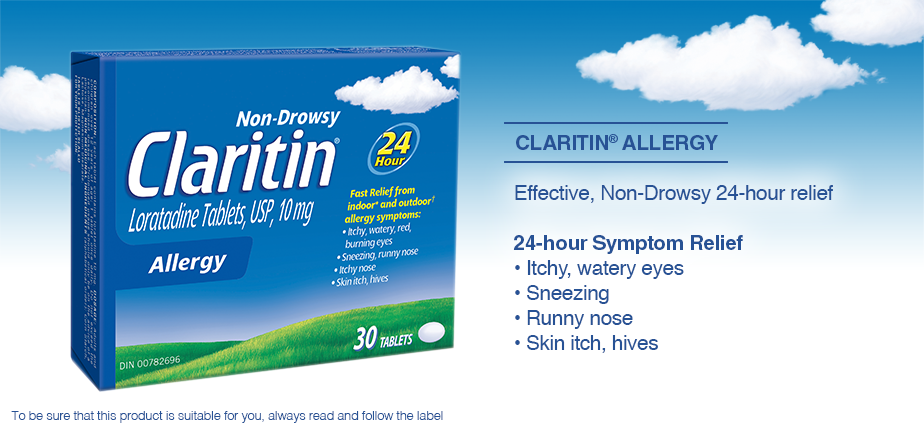 Non-Drowsy
Claritin®
24
Hour
Loratadine Tablets, USP, 10 mg
Allergy
Fast Relief from
indoor* and outdoor‡
allergy symptoms:
• Itchy, watery, red,
burning eyes
• Sneezing, runny nose
• Itchy nose
• Skin itch, hives
30 TABLETS
DIN 00782696
CLARITIN® ALLERGY
Effective, Non-Drowsy 24-hour relief
24-hour Symptom Relief
• Itchy, watery eyes
• Sneezing
• Runny nose
• Skin itch, hives
To be sure that this product is suitable for you, always read and follow the label